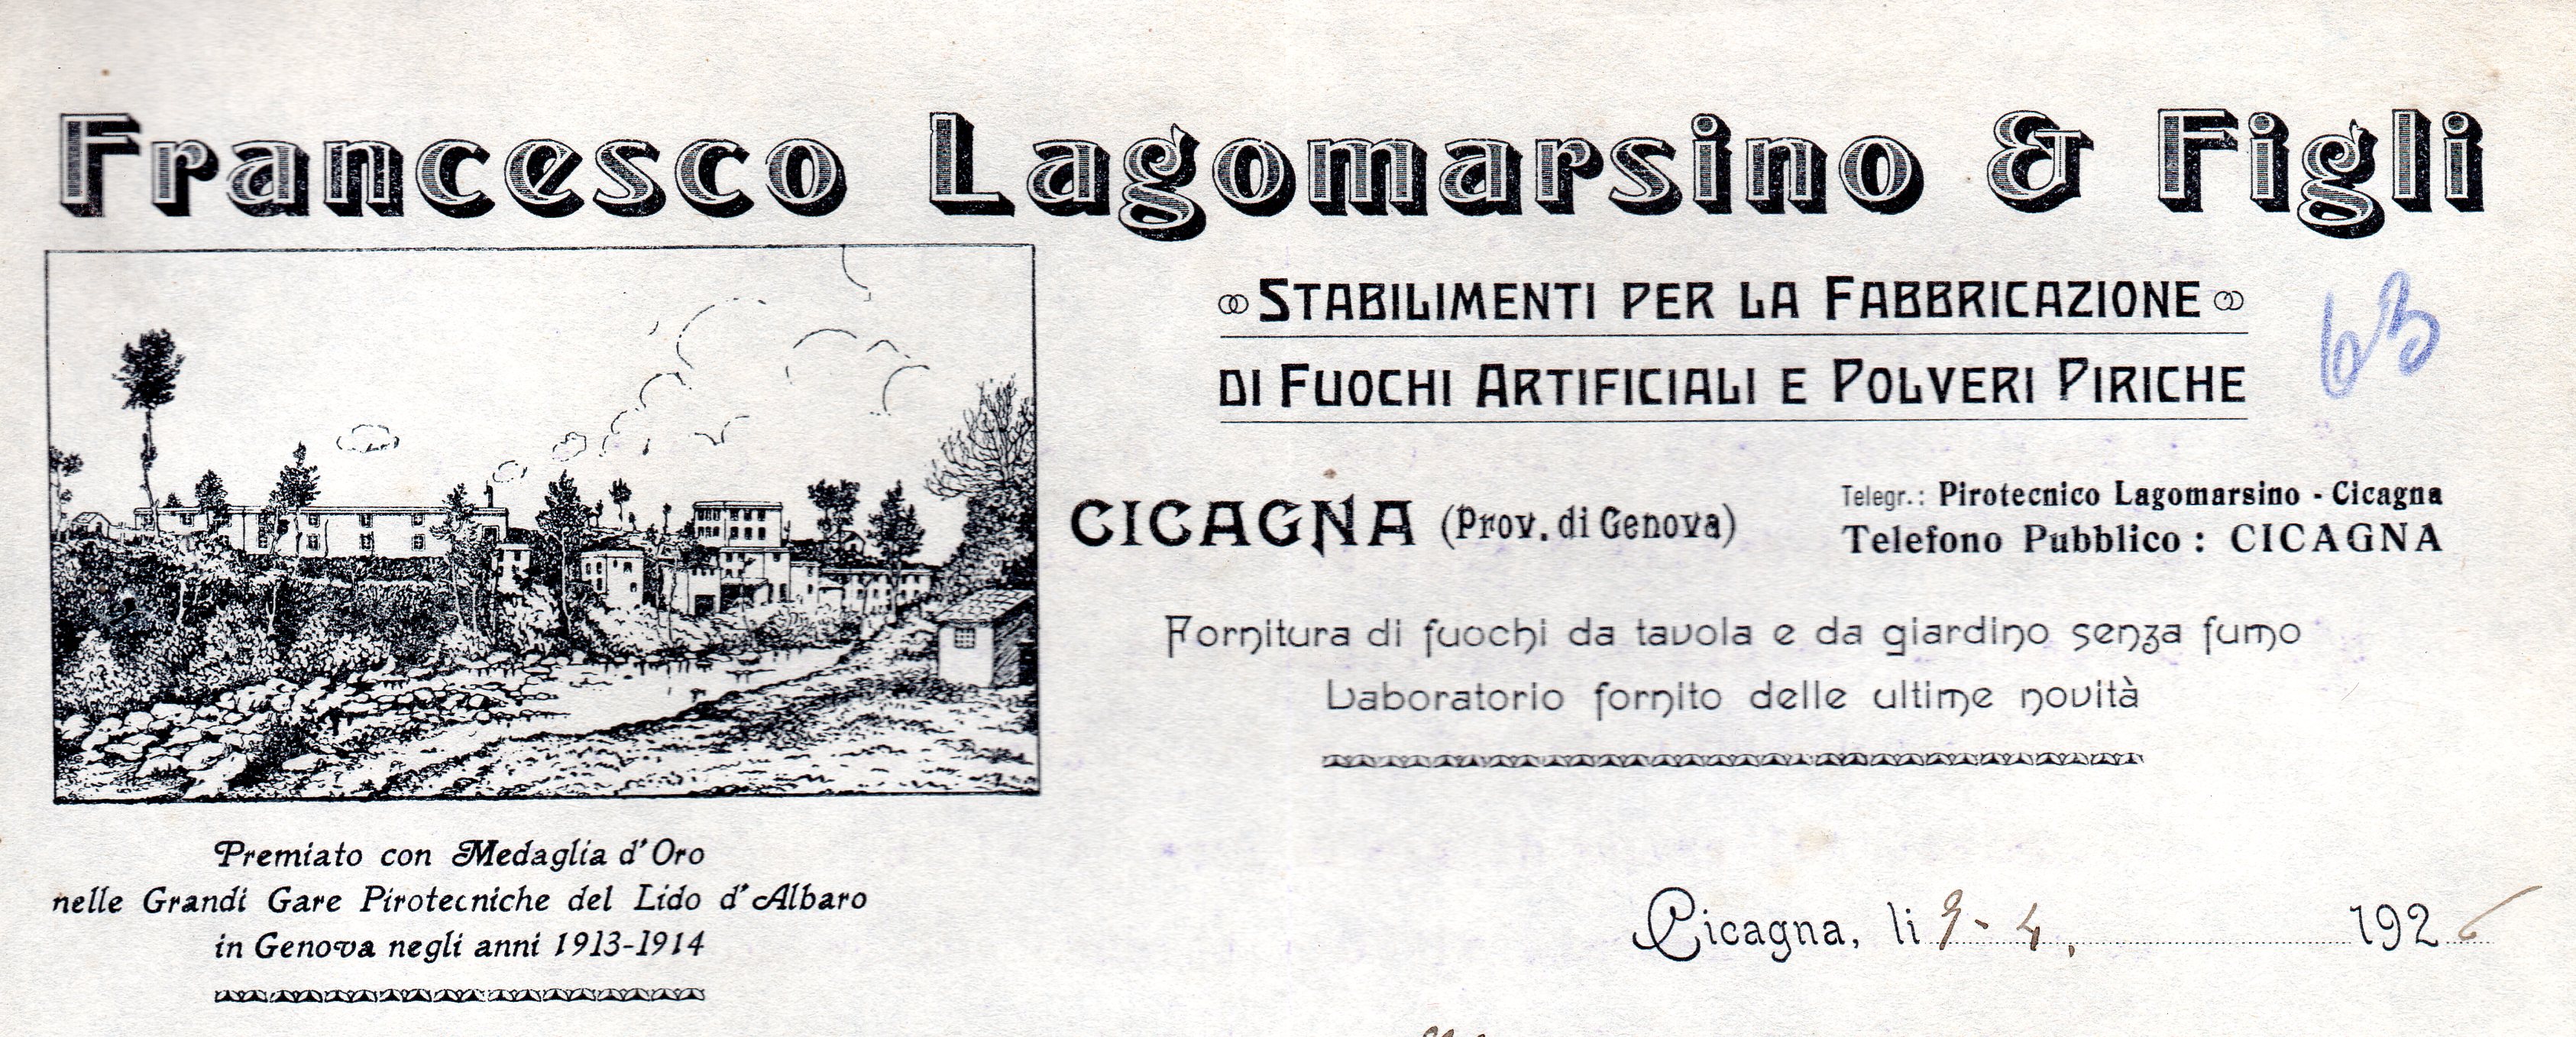 Francesco Lagomarsino & Figli
STABILIMENTI PER LA FABBRICAZIONE
DI FUOCHI ARTIFICIALI E POLVERI PIRICHE
CICAGNA (Prov. di Genova)
Telegr.: Pirotecnico Lagomarsino - Cicagna
Telefono Pubblico : CICAGNA
Fornitura di fuochi da tavola e da giardino senza fumo
Laboratorio fornito delle ultime novità
Premiato con Medaglia d'Oro
nelle Grandi Gare Pirotecniche del Lido d'Albaro
in Genova negli anni 1913-1914
Cicagna, li 9-4. 1926